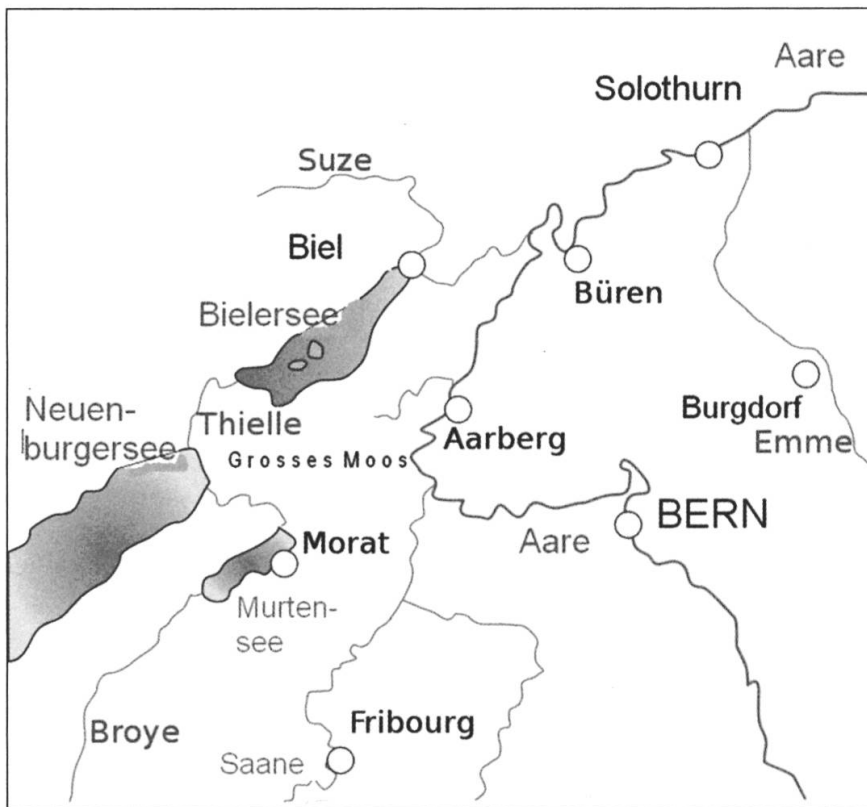 Aare
Solothurn
Suze
Biel
Büren
Bielersee
Neuen-
burgersee
Thielle
Aarberg
Burgdorf
Emme
Grosses Moos
BERN
Aare
Morat
Murten-
see
Fribourg
Broye
Saane